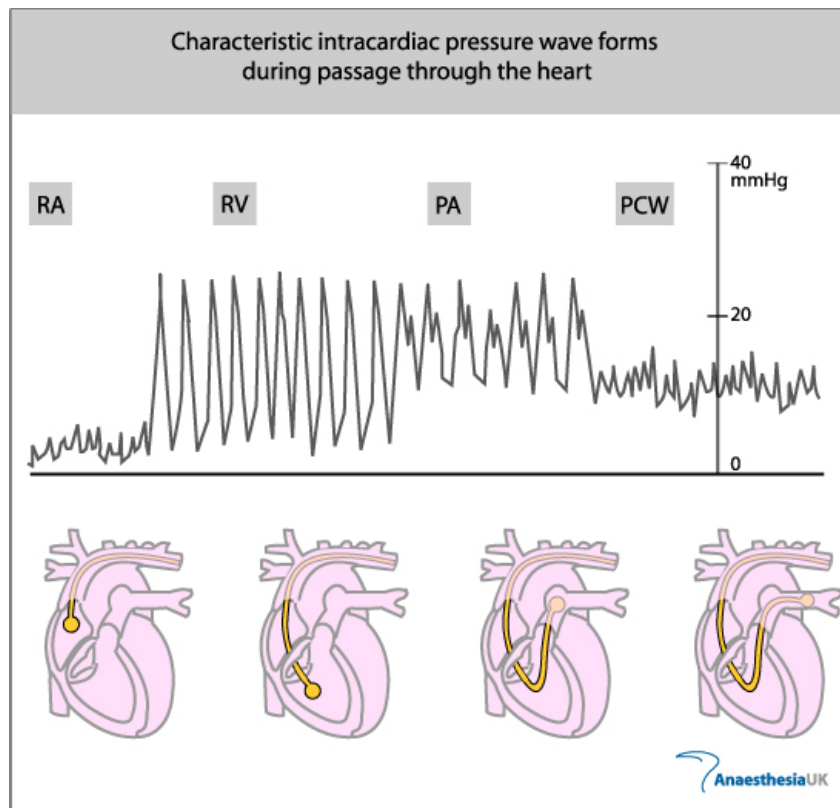 Characteristic intracardiac pressure wave forms
during passage through the heart
40
mmHg
RA
RV
PA
PCW
20
0
AnaesthesiaUK